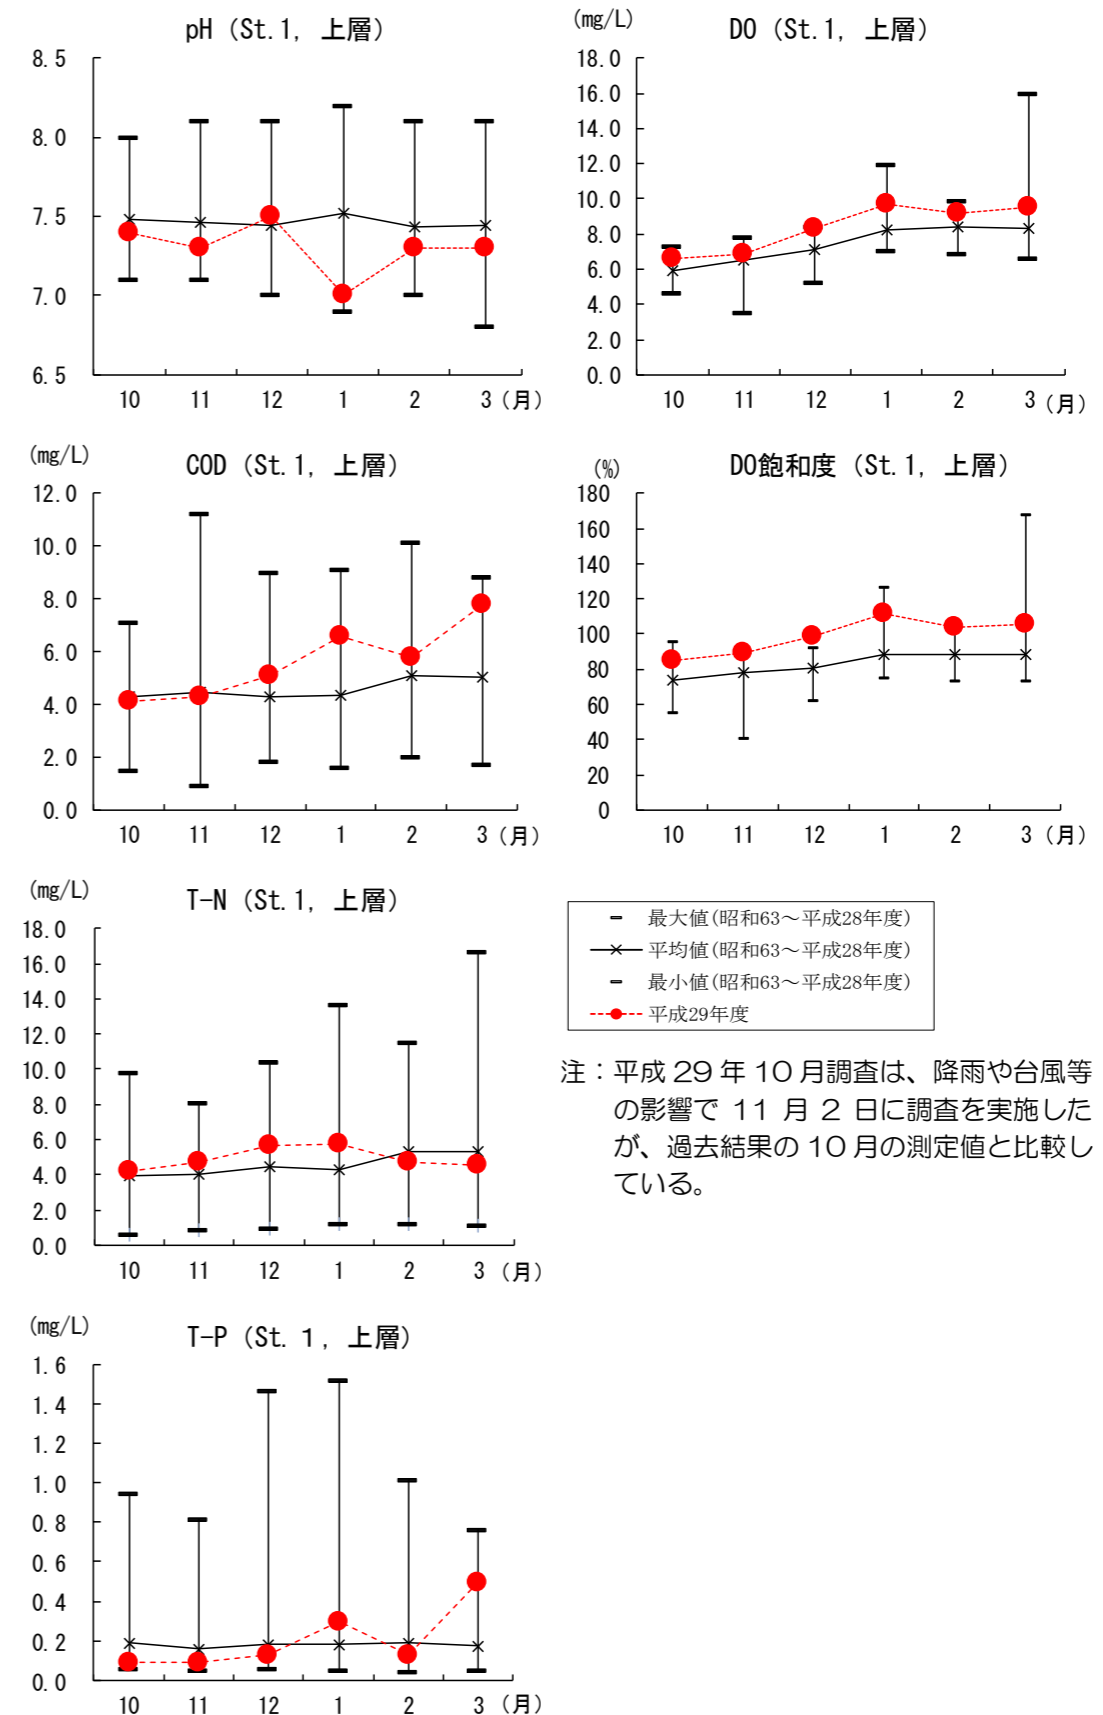 pH (St.1, 上層)
8.5
8.0
7.5
7.0
6.5
10 11 12 1 2 3 (月)
(mg/L)
DO (St.1, 上層)
18.0
16.0
14.0
12.0
10.0
8.0
6.0
4.0
2.0
0.0
10 11 12 1 2 3 (月)
(mg/L)
COD (St.1, 上層)
12.0
10.0
8.0
6.0
4.0
2.0
0.0
10 11 12 1 2 3 (月)
(%)
DO飽和度 (St.1, 上層)
180
160
140
120
100
80
60
40
20
0
10 11 12 1 2 3 (月)
(mg/L)
T-N (St.1, 上層)
18.0
16.0
14.0
12.0
10.0
8.0
6.0
4.0
2.0
0.0
10 11 12 1 2 3 (月)
最大値(昭和63～平成28年度)
平均値(昭和63～平成28年度)
最小値(昭和63～平成28年度)
平成29年度
注：平成 29 年 10 月調査は、降雨や台風等
の影響で 11 月 2 日に調査を実施した
が、過去結果の 10 月の測定値と比較し
ている。
(mg/L)
T-P (St. 1, 上層)
1.6
1.4
1.2
1.0
0.8
0.6
0.4
0.2
0.0
10 11 12 1 2 3 (月)